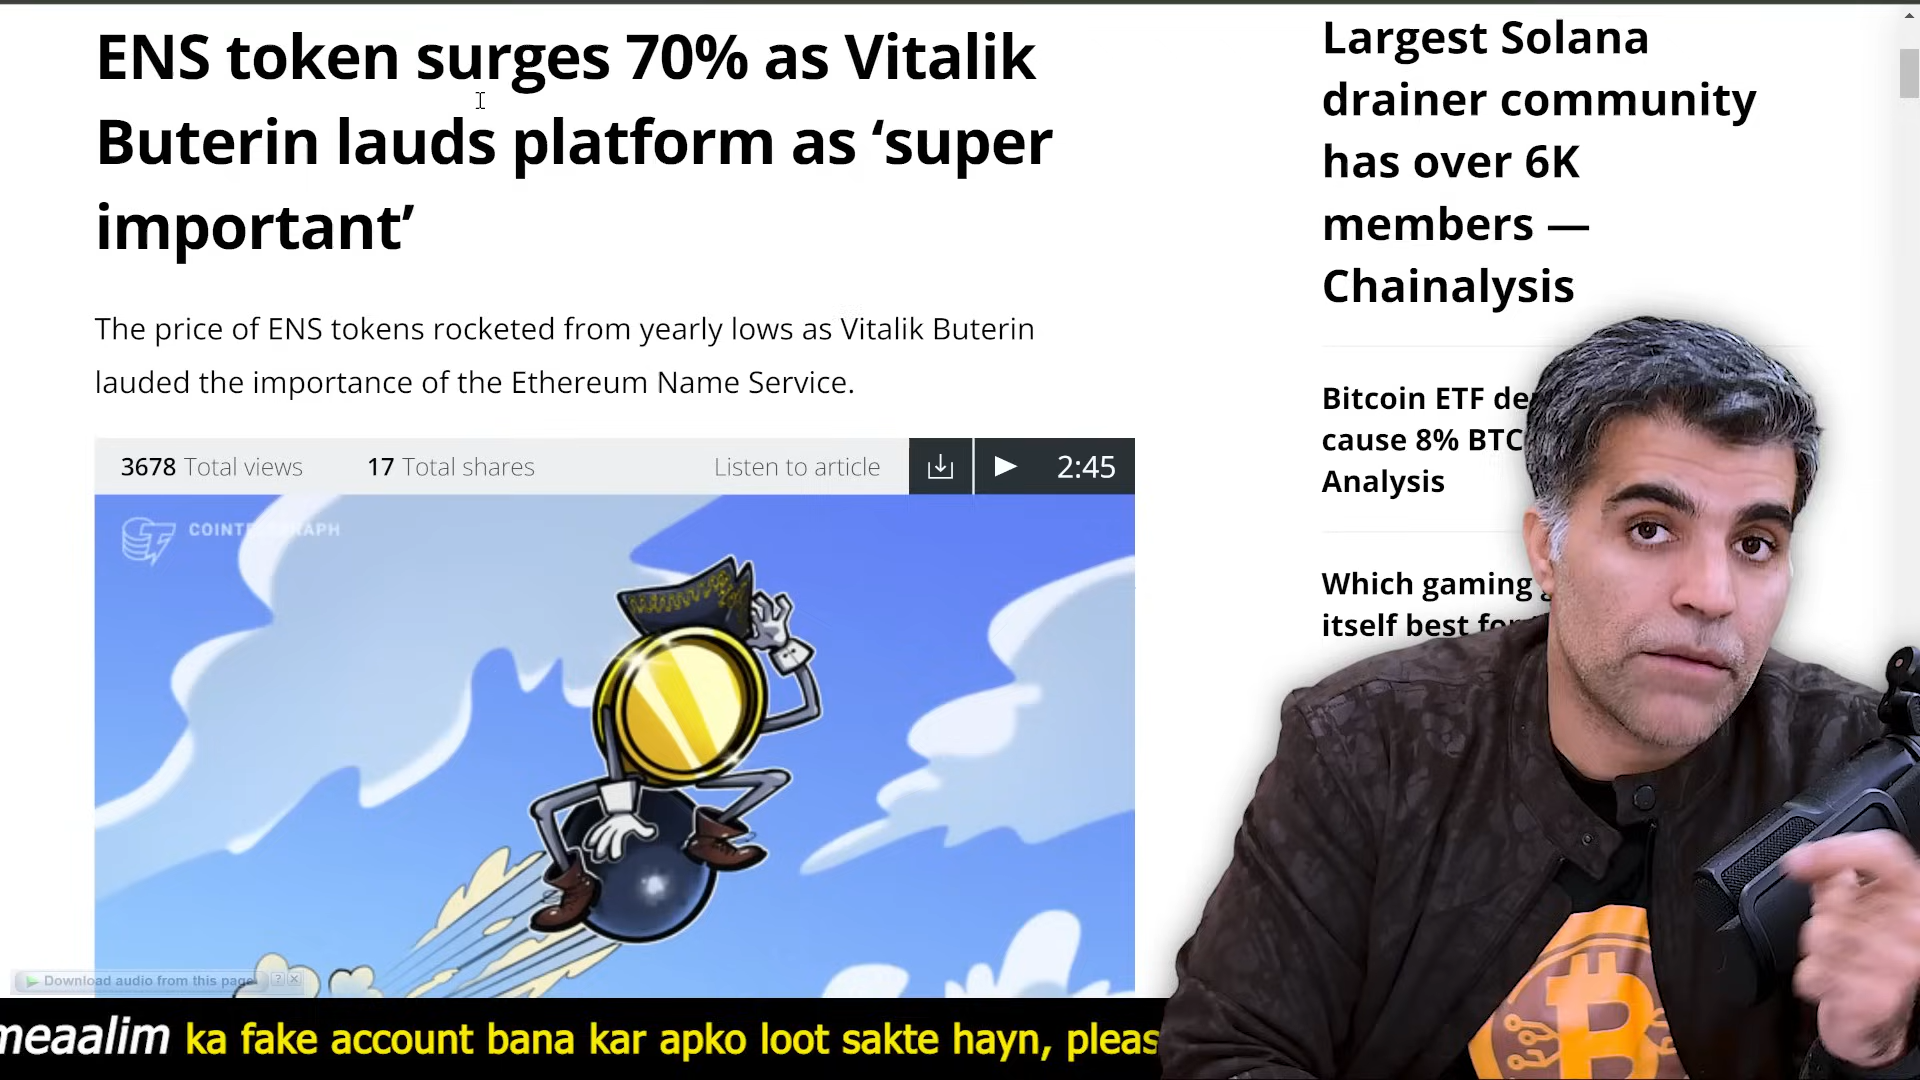 ENS token surges 70% as Vitalik
Buterin lauds platform as ‘super
important’
The price of ENS tokens rocketed from yearly lows as Vitalik Buterin
lauded the importance of the Ethereum Name Service.
3678 Total views
17 Total shares
Listen to article
2:45
COINTELEGRAPH
Download audio from this page
Largest Solana
drainer community
has over 6K
members —
Chainalysis
Bitcoin ETF
cause 8% BTC
Analysis
Which gaming
itself best
ka fake account bana kar apko loot sakte hayn,